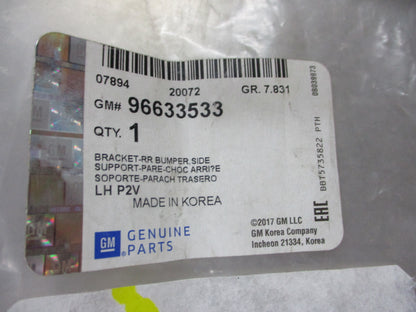 07894 20072 GR. 7.831
GM# 96633533
QTY. 1
BRACKET-RR BUMPER,SIDE
SUPPORT-PARE-CHOC ARRI?E
SOPORTE-PARACH TRASERO
LH P2V
MADE IN KOREA
GM GENUINE
PARTS
©2017 GM LLC
GM Korea Company
Incheon 21334, Korea
EAC
BBT5735822 PTH
08039973